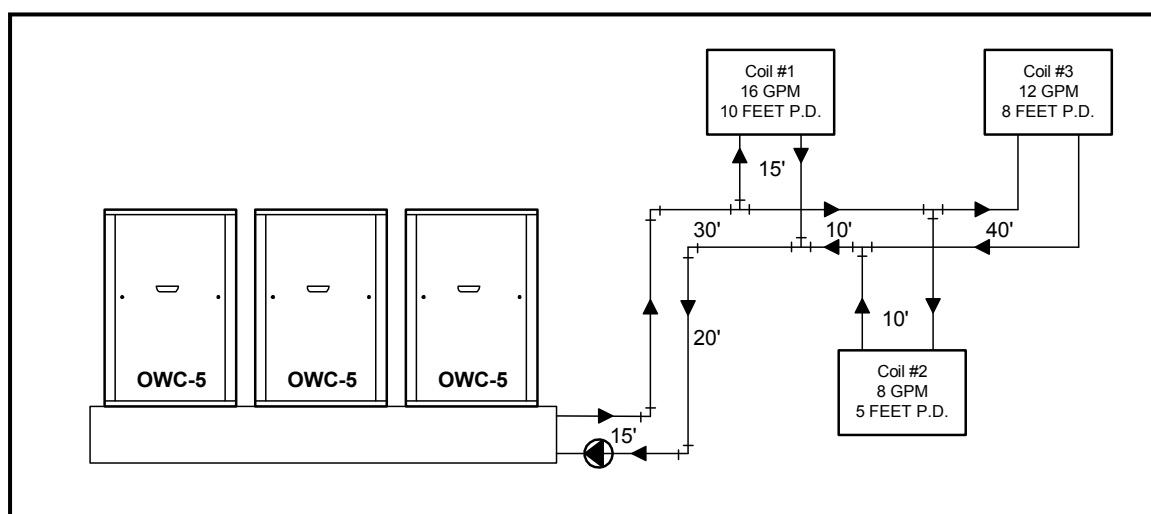 Coil #1
16 GPM
10 FEET P.D.
Coil #3
12 GPM
8 FEET P.D.
15'
30'
10'
40'
20'
10'
OWC-5
OWC-5
OWC-5
Coil #2
8 GPM
5 FEET P.D.
15'